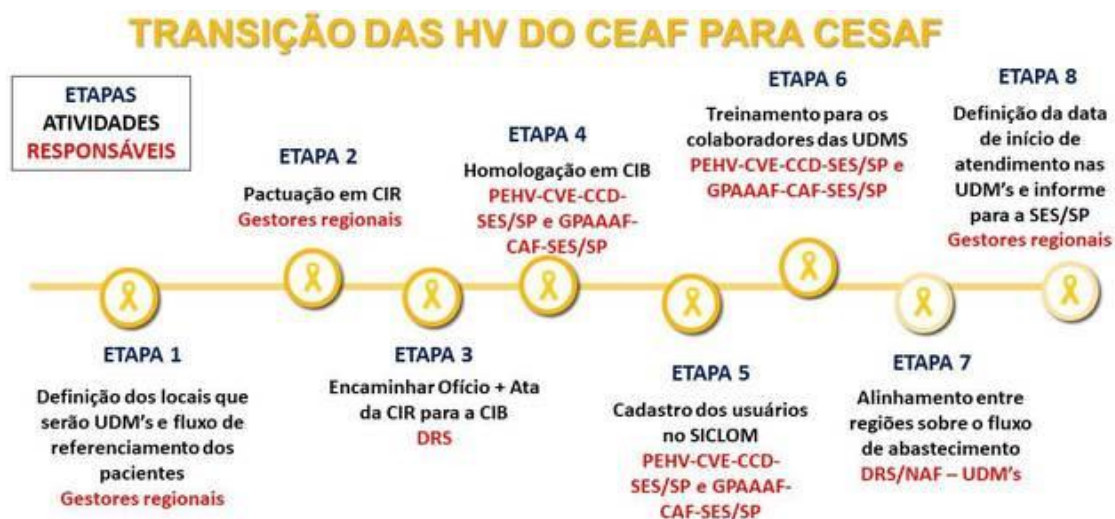 TRANSIÇÃO DAS HV DO CEAF PARA CESAF
ETAPAS
ATIVIDADES
RESPONSÁVEIS
ETAPA 1
Definição dos locais que
serão UDM's e fluxo de
referenciamento dos
pacientes
Gestores regionais
ETAPA 2
Pactuação em CIR
Gestores regionais
ETAPA 3
Encaminhar Ofício + Ata
da CIR para a CIB
DRS
ETAPA 4
Homologação em CIB
PEHV-CVE-CCD-
SES/SP e GPAAAF-
CAF-SES/SP
ETAPA 5
Cadastro dos usuários
no SICLOM
PEHV-CVE-CCD-
SES/SP e GPAAAF-
CAF-SES/SP
ETAPA 6
Treinamento para os
colaboradores das UDMS
PEHV-CVE-CCD-SES/SP e
GPAAAF-CAF-SES/SP
ETAPA 7
Alinhamento entre
regiões sobre o fluxo
de abastecimento
DRS/NAF – UDM's
ETAPA 8
Definição da data
de início de
atendimento nas
UDM's e informe
para a SES/SP
Gestores regionais